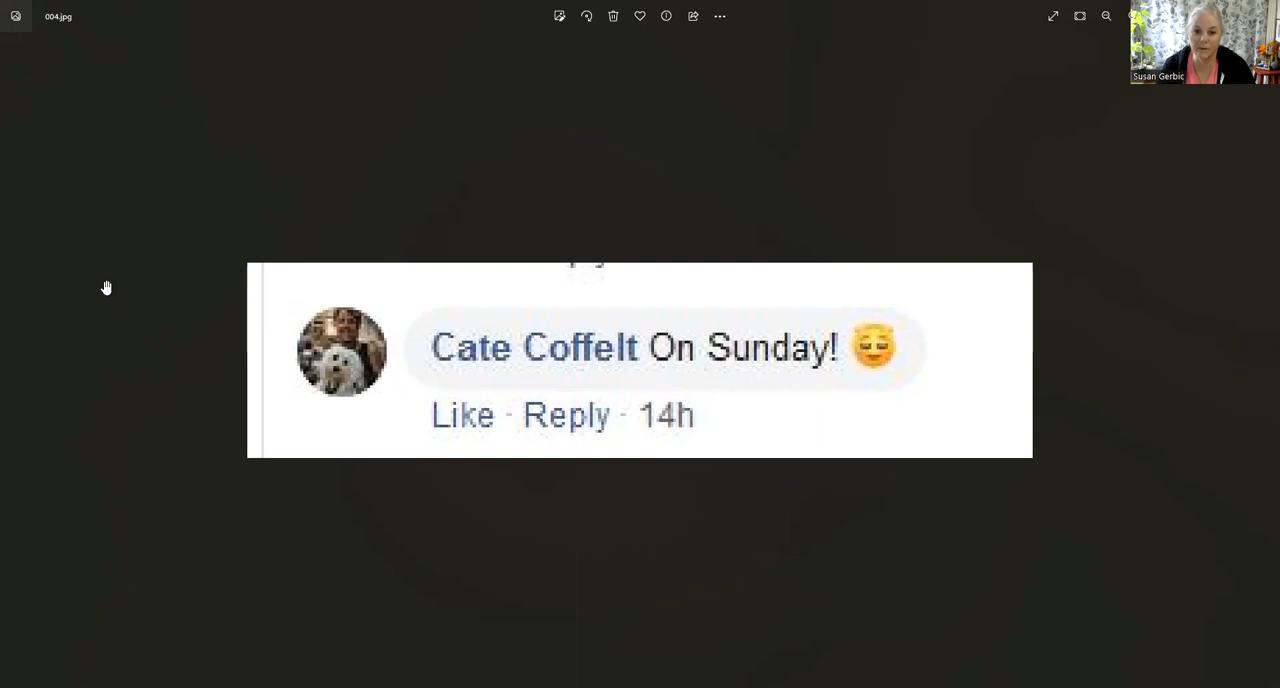 004.jpg
Susan Gerbic
Cate Coffelt On Sunday! 😇
Like · Reply · 14h